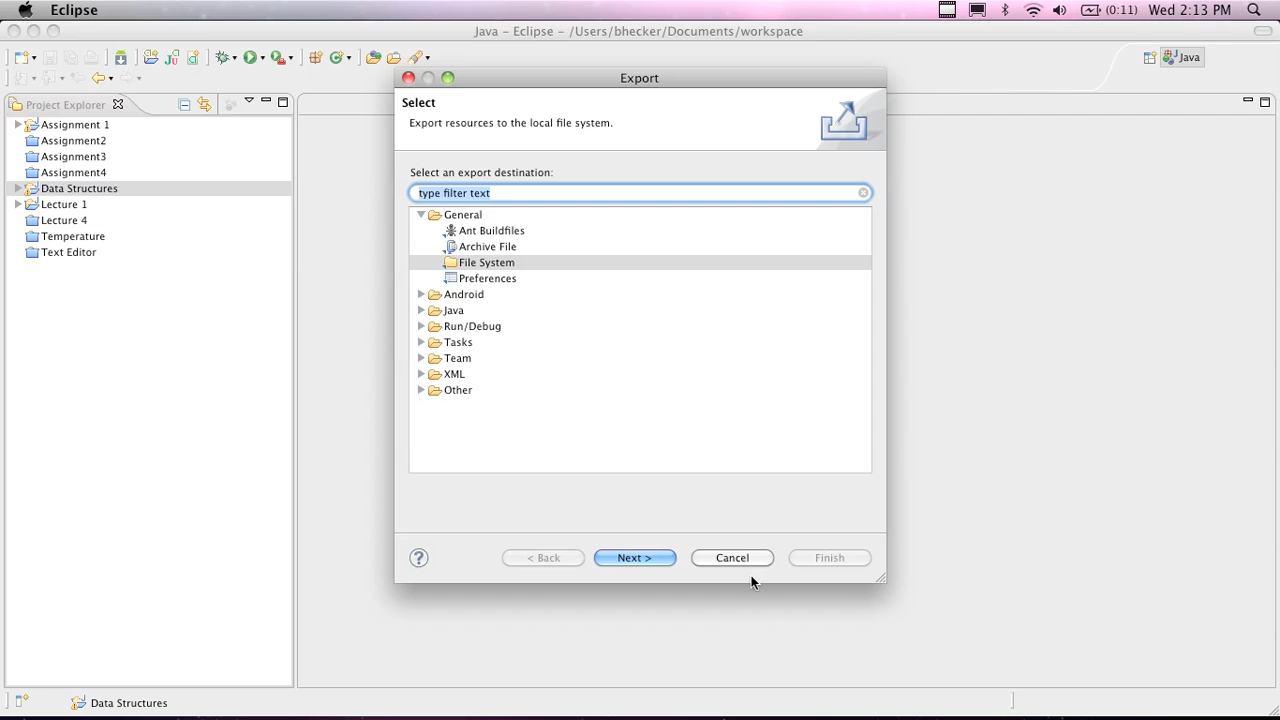 Eclipse (0:11) Wed 2:13 PM
Java – Eclipse – /Users/bhecker/Documents/workspace
Java
Export
Project Explorer
Select
Export resources to the local file system.
Assignment 1
Assignment2
Assignment3
Assignment4
Data Structures
Lecture 1
Lecture 4
Temperature
Text Editor
Select an export destination:
type filter text
General
Ant Buildfiles
Archive File
File System
Preferences
Android
Java
Run/Debug
Tasks
Team
XML
Other
? < Back Next > Cancel Finish
Data Structures